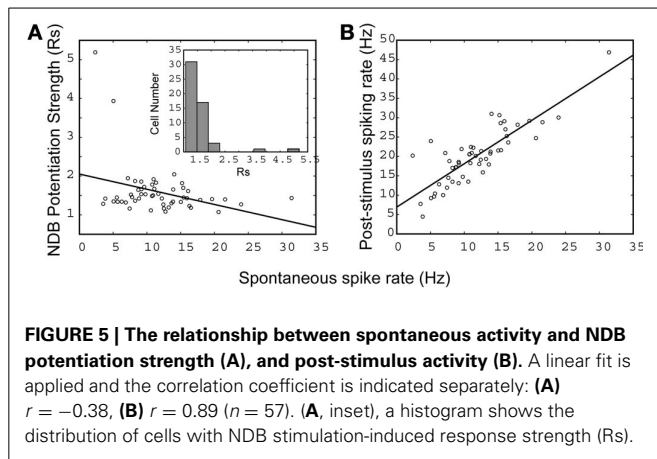 A
B
NDB Potentiation Strength (Rs)
5
4
3
2
1
0 5 10 15 20 25 30 35
Cell Number
35
30
25
20
15
10
5
0
1 .5 1.5 2.5 3.5 4.5 5.5
Rs
Post-stimulus spiking rate (Hz)
50
45
40
35
30
25
20
15
10
5
0
0 5 10 15 20 25 30 35
Spontaneous spike rate (Hz)
FIGURE 5 | The relationship between spontaneous activity and NDB
potentiation strength (A), and post-stimulus activity (B). A linear fit is
applied and the correlation coefficient is indicated separately: (A)
r = −0.38, (B) r = 0.89 (n = 57). (A, inset), a histogram shows the
distribution of cells with NDB stimulation-induced response strength (Rs).